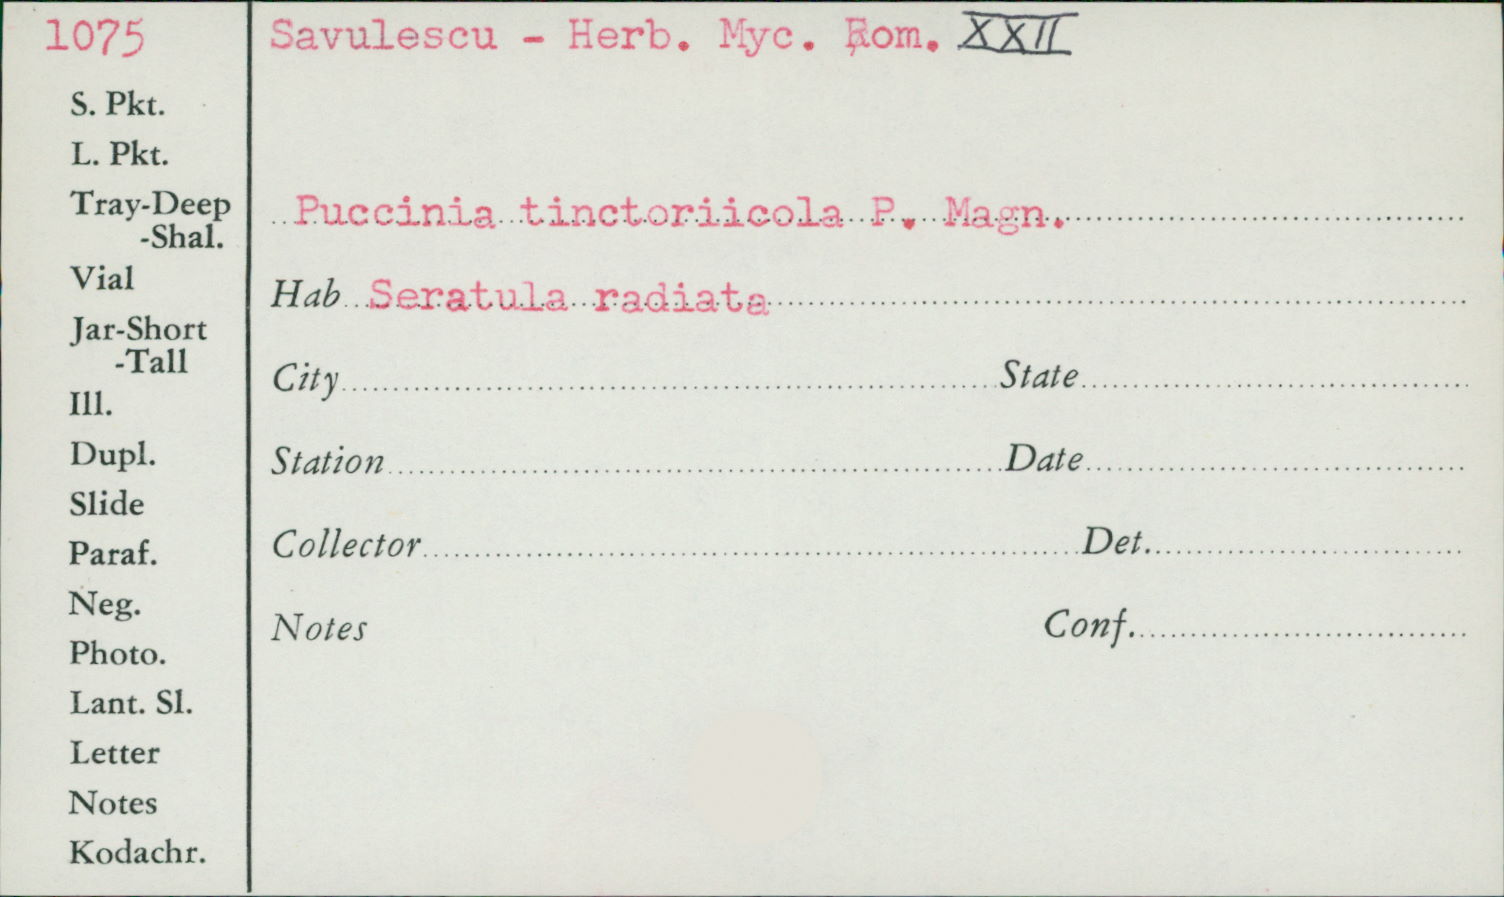 1075
Savulescu - Herb. Myc. Rom. XXII
S. Pkt.
L. Pkt.
Tray-Deep
-Shal.
Vial
Jar-Short
-Tall
Ill.
Dupl.
Slide
Paraf.
Neg.
Photo.
Lant. Sl.
Letter
Notes
Kodachr.
Puccinia tinctoriicola P. Magn.
Hab Seratula radiata
City State
Station Date
Collector Det.
Notes Conf.